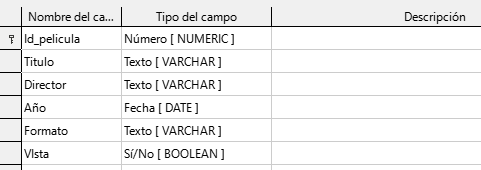 Nombre del ca... Tipo del campo Descripción
Id_pelicula Número [ NUMERIC ]
Titulo Texto [ VARCHAR ]
Director Texto [ VARCHAR ]
Año Fecha [ DATE ]
Formato Texto [ VARCHAR ]
VIsta Sí/No [ BOOLEAN ]